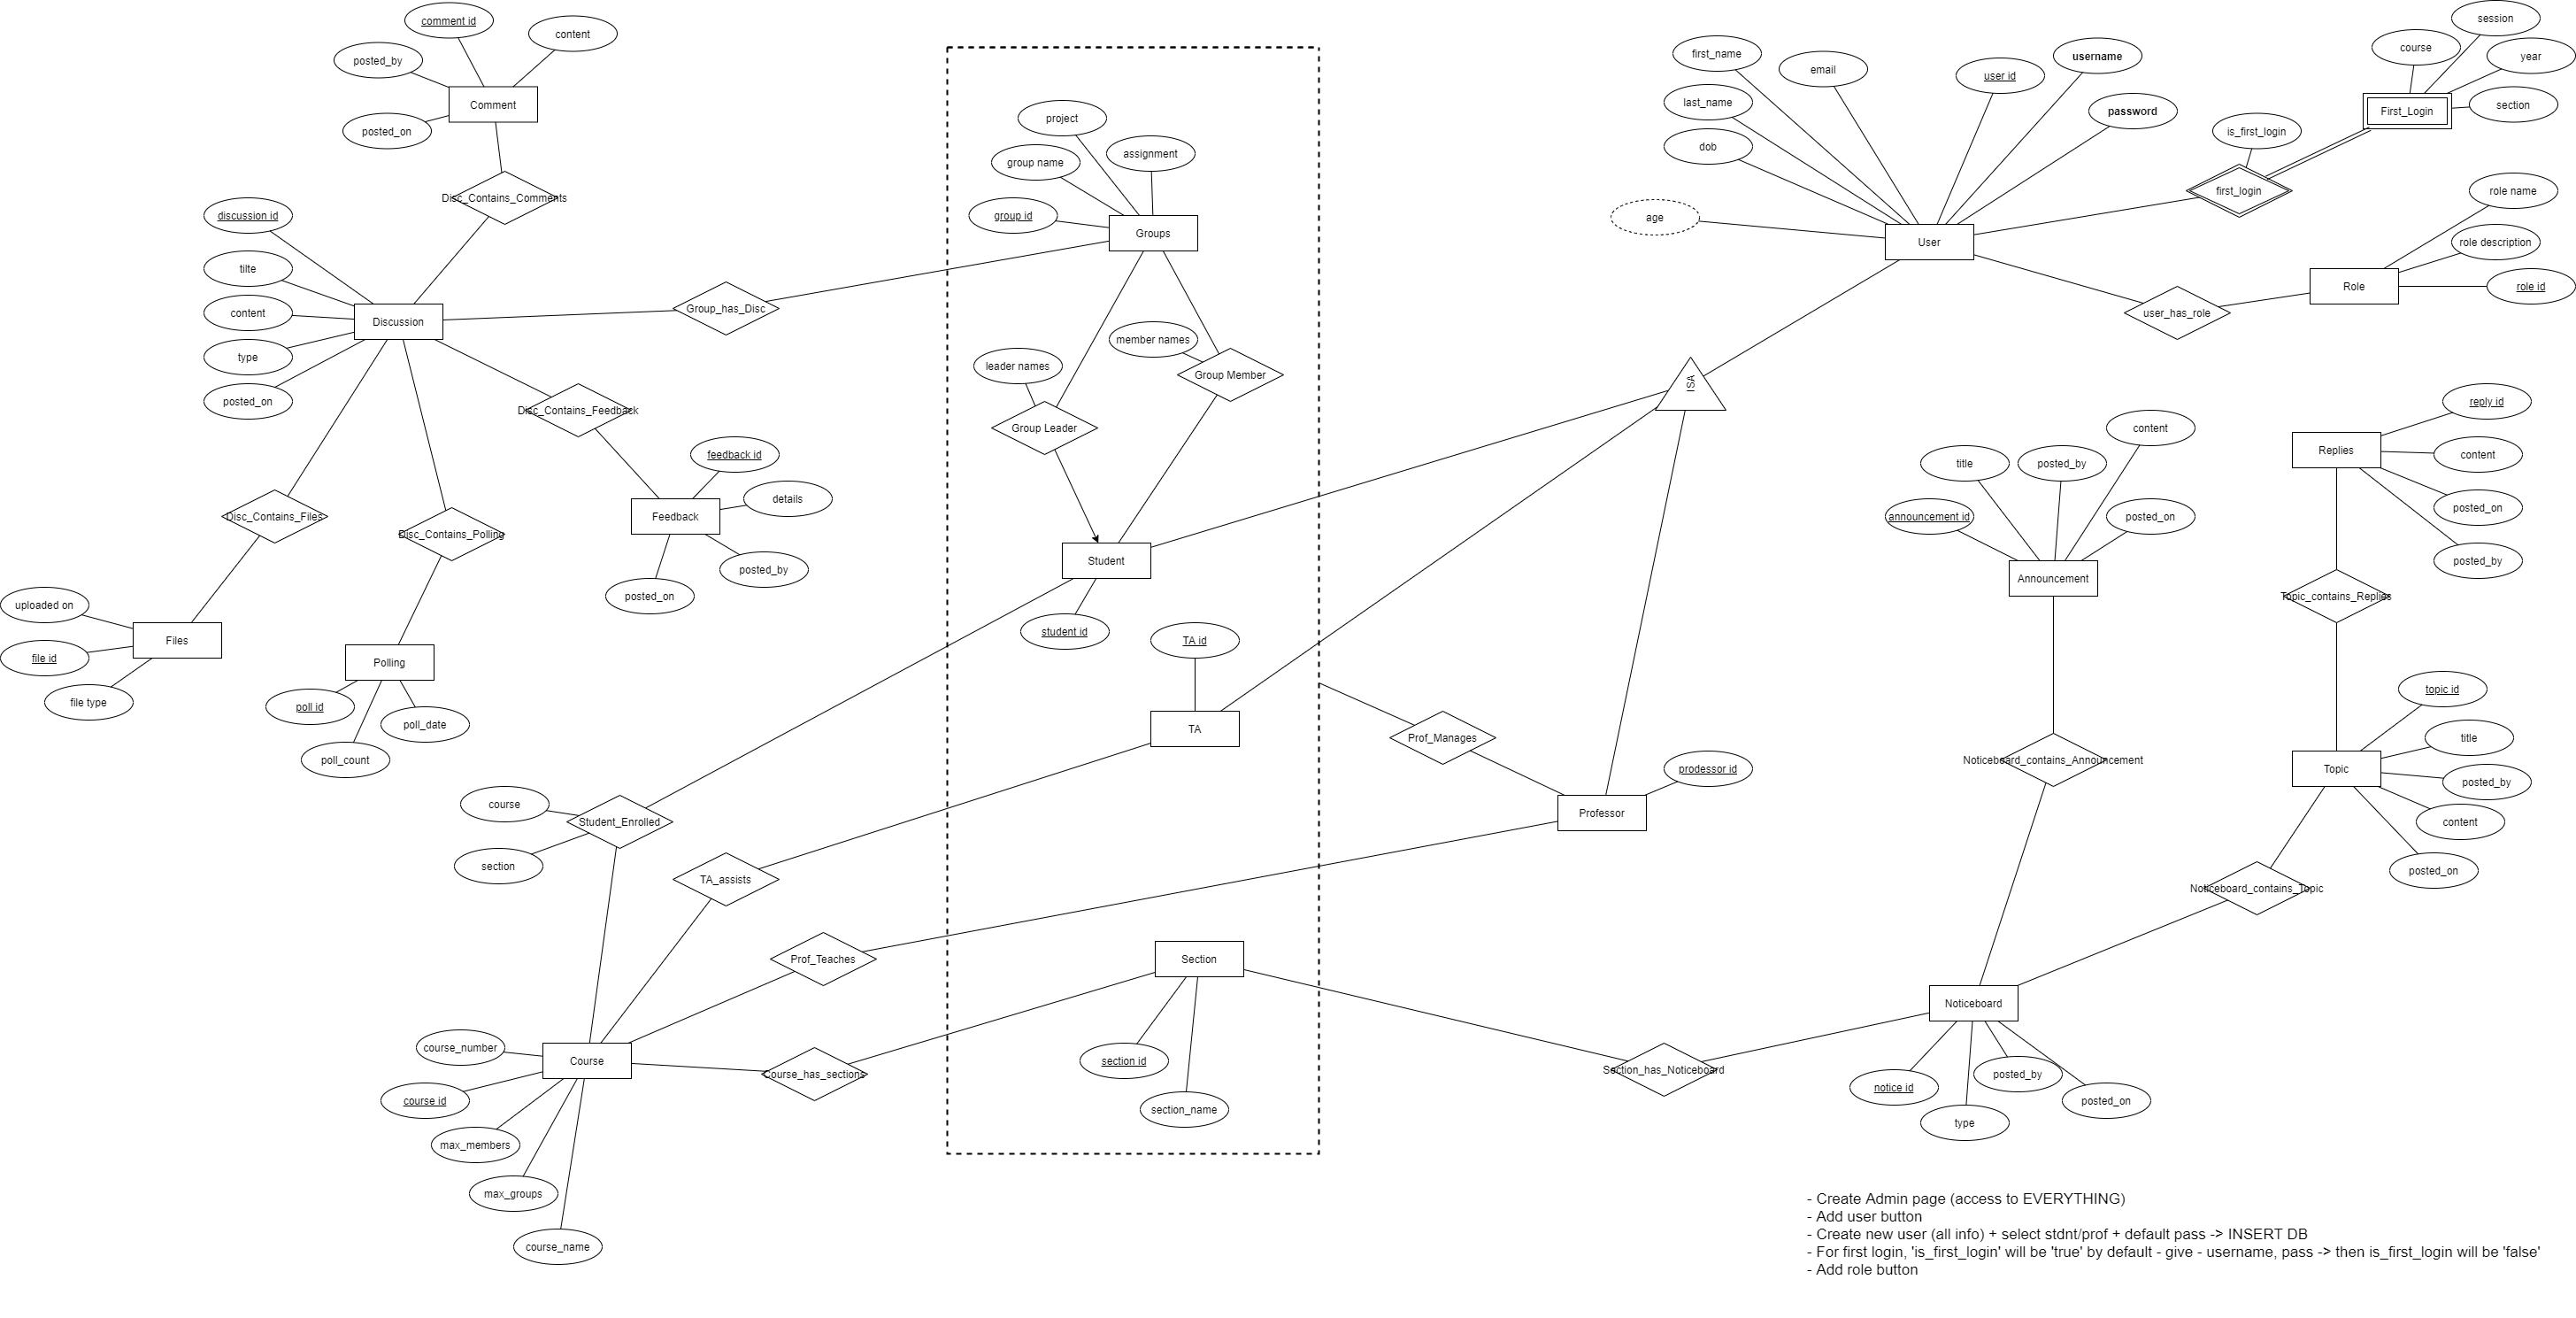 comment id
content
posted_by
Comment
posted_on
Disc_Contains_Comments
discussion id
tilte
content
Discussion
type
posted_on
Group_has_Disc
Disc_Contains_Feedback
feedback id
details
Feedback
posted_by
posted_on
Disc_Contains_Files
Disc_Contains_Polling
uploaded on
Files
file id
file type
Polling
poll id
poll_date
poll_count
project
assignment
group name
group id
Groups
member names
leader names
Group Member
Group Leader
Student
student id
TA id
TA
course
Student_Enrolled
section
TA_assists
Prof_Teaches
Section
section id
section_name
course_number
Course
Course_has_sections
course id
max_members
max_groups
course_name
first_name
email
user id
username
last_name
password
dob
age
User
session
course
year
First_Login
section
is_first_login
first_login
role name
role description
Role
role id
user_has_role
ISA
Prof_Manages
prodessor id
Professor
content
title
posted_by
announcement id
posted_on
Announcement
reply id
Replies
content
posted_on
posted_by
Topic_contains_Replies
topic id
title
Topic
posted_by
content
posted_on
Noticeboard_contains_Announcement
Noticeboard_contains_Topic
Noticeboard
Section_has_Noticeboard
notice id
posted_by
posted_on
type
- Create Admin page (access to EVERYTHING)
- Add user button
- Create new user (all info) + select stdnt/prof + default pass -> INSERT DB
- For first login, 'is_first_login' will be 'true' by default - give - username, pass -> then is_first_login will be 'false'
- Add role button